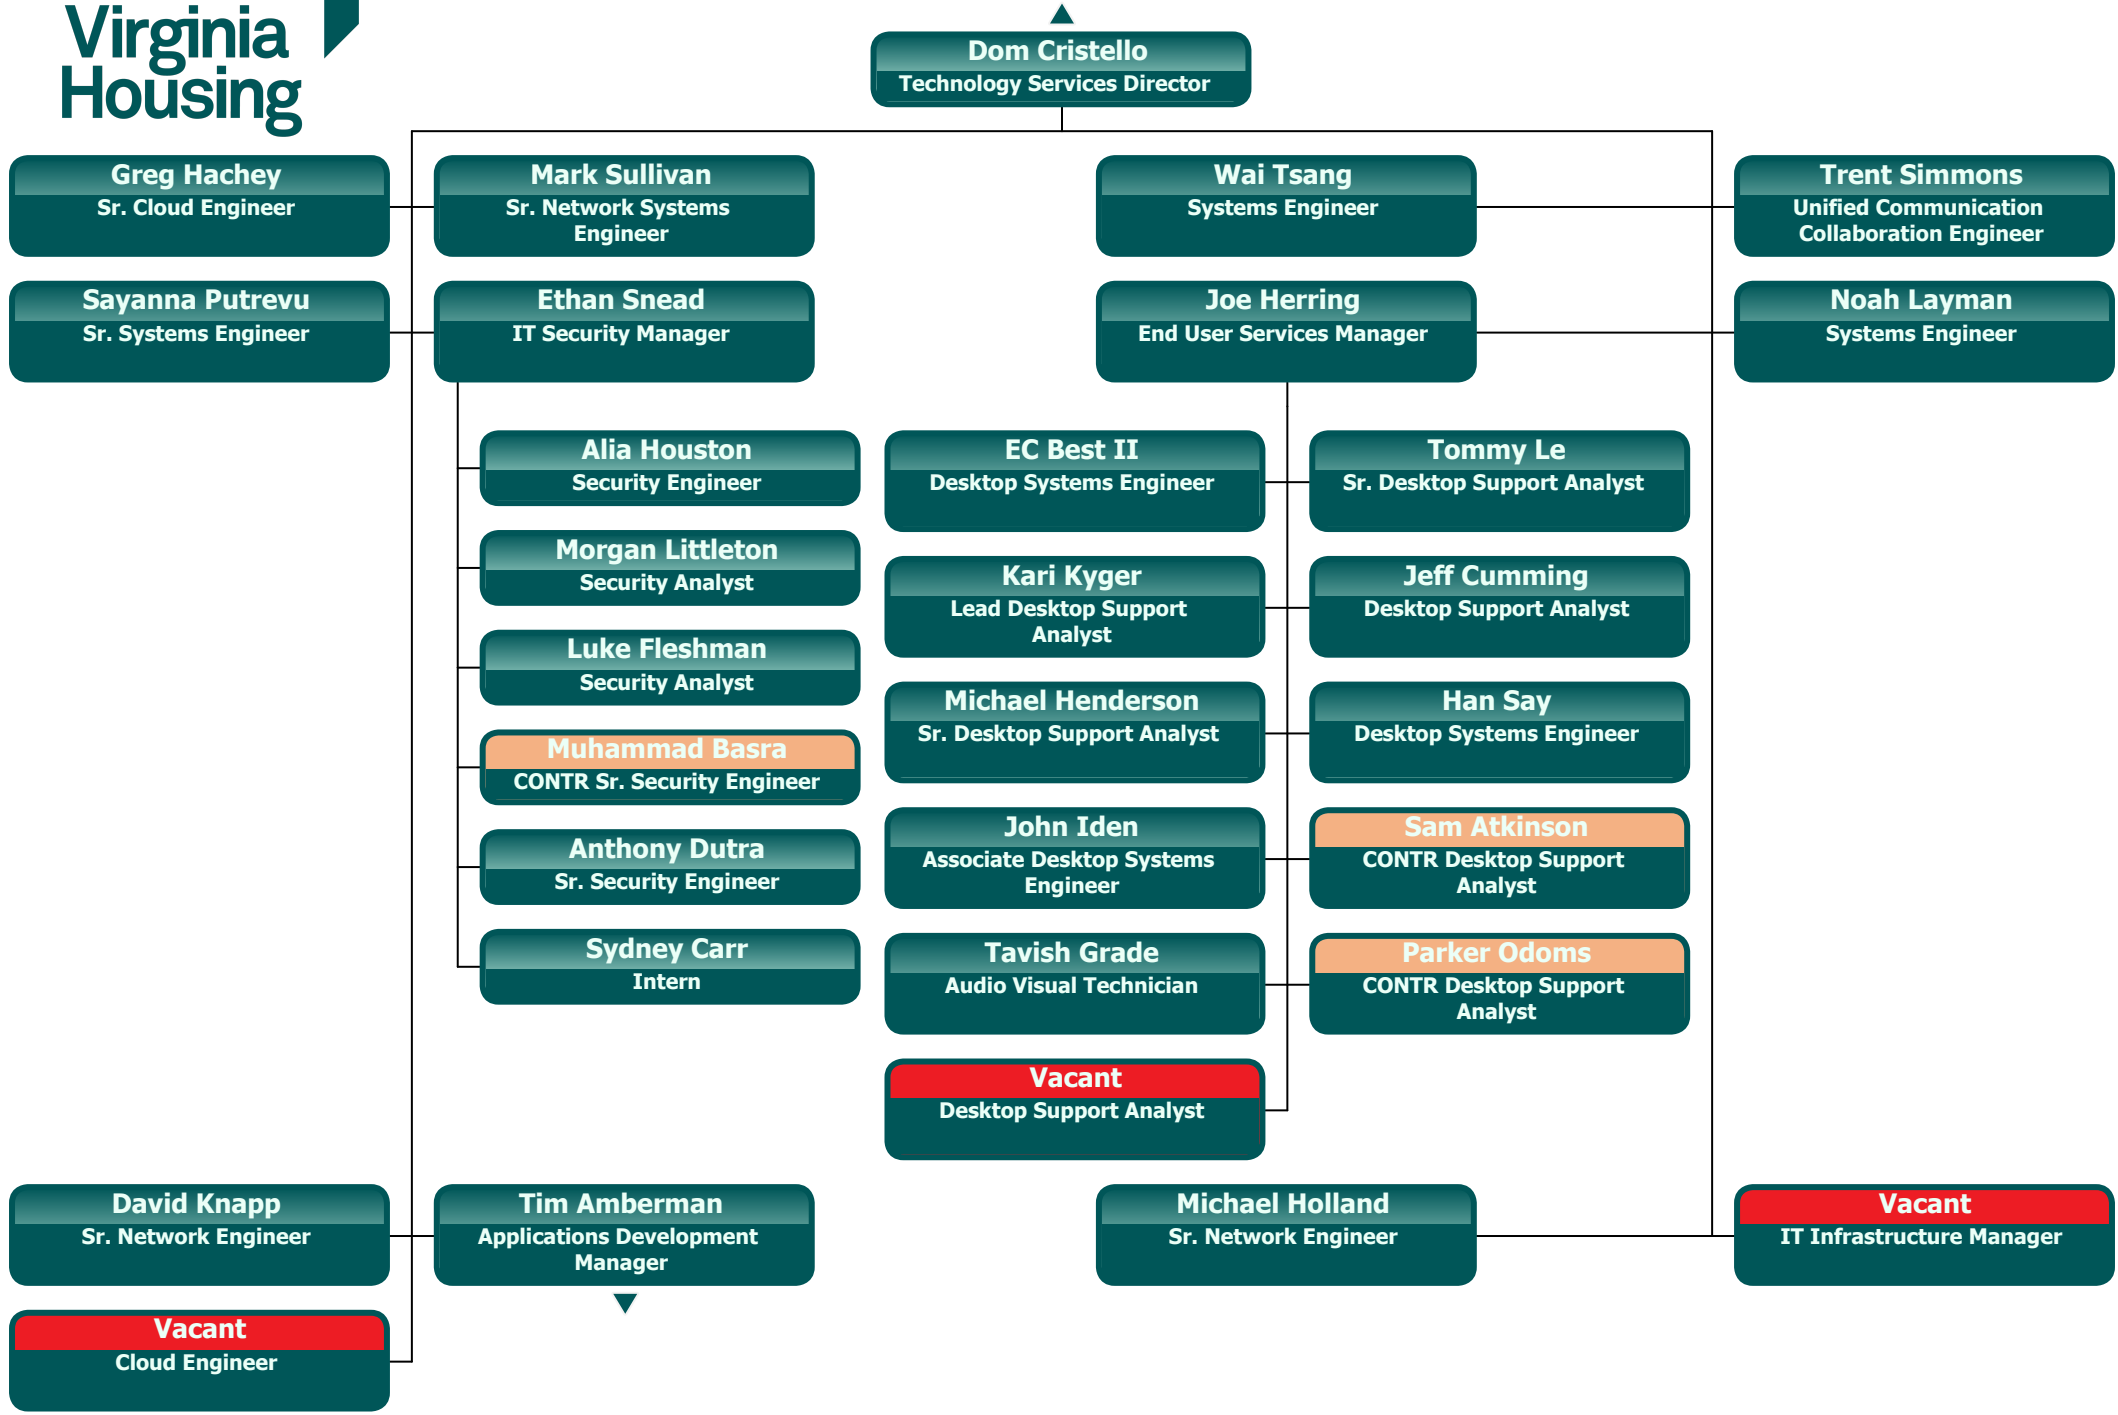 Virginia
Housing
Dom Cristello
Technology Services Director
Greg Hachey
Sr. Cloud Engineer
Mark Sullivan
Sr. Network Systems
Engineer
Wai Tsang
Systems Engineer
Trent Simmons
Unified Communication
Collaboration Engineer
Sayanna Putrevu
Sr. Systems Engineer
Ethan Snead
IT Security Manager
Joe Herring
End User Services Manager
Noah Layman
Systems Engineer
Alia Houston
Security Engineer
Morgan Littleton
Security Analyst
Luke Fleshman
Security Analyst
Muhammad Basra
CONTR Sr. Security Engineer
Anthony Dutra
Sr. Security Engineer
Sydney Carr
Intern
EC Best II
Desktop Systems Engineer
Tommy Le
Sr. Desktop Support Analyst
Kari Kyger
Lead Desktop Support
Analyst
Jeff Cumming
Desktop Support Analyst
Michael Henderson
Sr. Desktop Support Analyst
Han Say
Desktop Systems Engineer
John Iden
Associate Desktop Systems
Engineer
Sam Atkinson
CONTR Desktop Support
Analyst
Tavish Grade
Audio Visual Technician
Parker Odoms
CONTR Desktop Support
Analyst
Vacant
Desktop Support Analyst
David Knapp
Sr. Network Engineer
Tim Amberman
Applications Development
Manager
Michael Holland
Sr. Network Engineer
Vacant
IT Infrastructure Manager
Vacant
Cloud Engineer